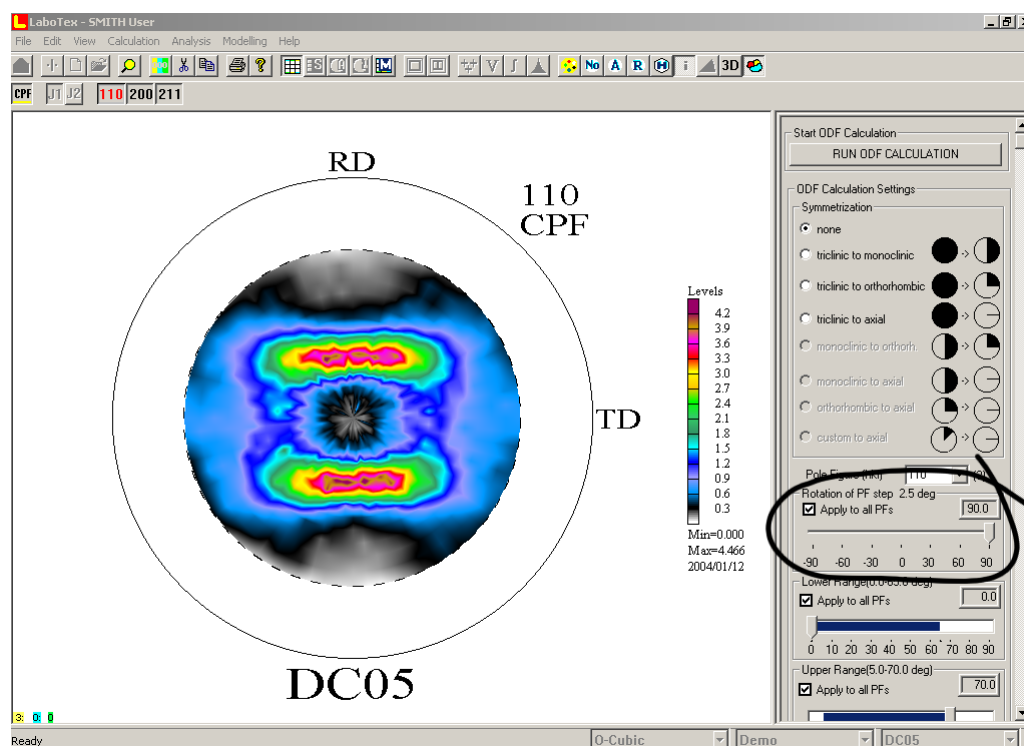 LaboTex - SMITH User
File Edit View Calculation Analysis Modelling Help
No A R H i 3D
CPF J1 J2 110 200 211
RD
110
CPF
TD
DC05
Levels
4.2
3.9
3.6
3.3
3.0
2.7
2.4
2.1
1.8
1.5
1.2
0.9
0.6
0.3
Min=0.000
Max=4.466
2004/01/12
Start ODF Calculation
RUN ODF CALCULATION
ODF Calculation Settings
Symmetrization
none
triclinic to monoclinic
triclinic to orthorhombic
triclinic to axial
monoclinic to orthorh.
monoclinic to axial
orthorhombic to axial
custom to axial
Pole Figure (hkl) 110
Rotation of PF step 2.5 deg
Apply to all PFs 90.0
-90 -60 -30 0 30 60 90
Lower Range(0.0-65.0 deg)
Apply to all PFs 0.0
0 10 20 30 40 50 60 70 80 90
Upper Range(5.0-70.0 deg)
Apply to all PFs 70.0
3: 0: 0
Ready O-Cubic Demo DC05